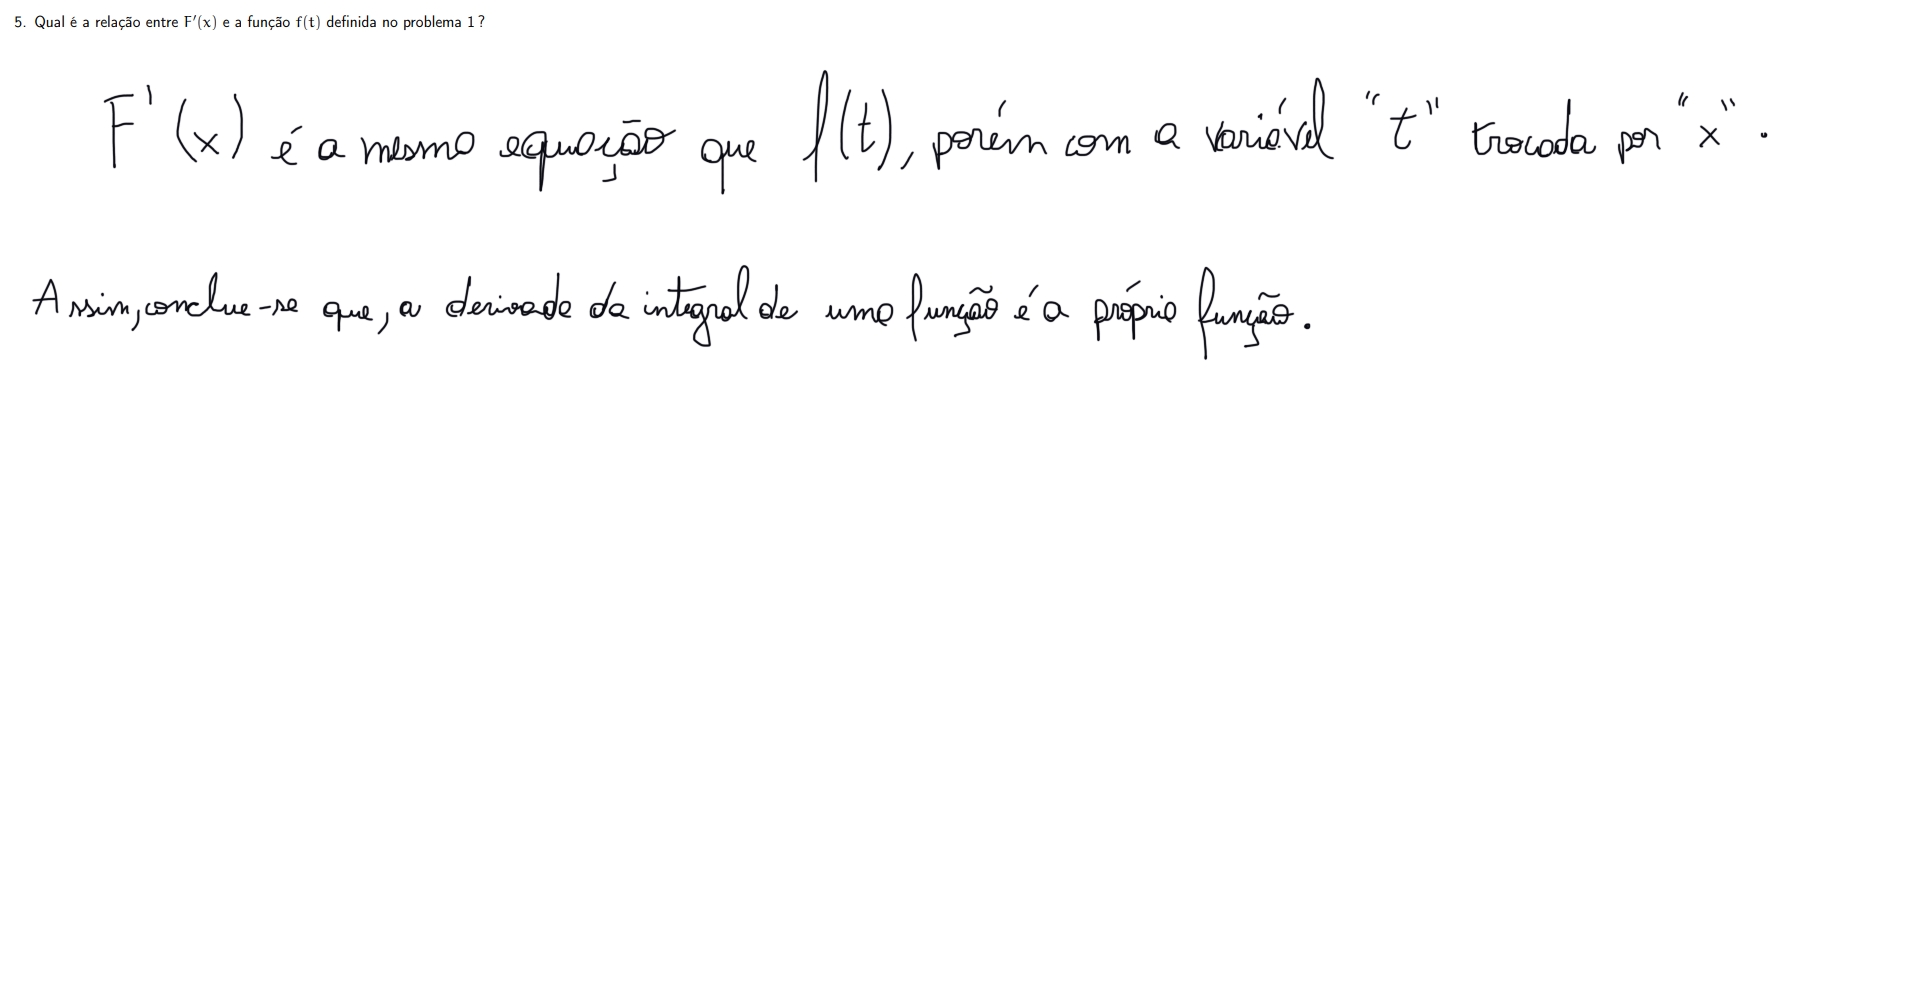 5. Qual é a relação entre F′(x) e a função f(t) definida no problema 1?
F'(x) é a mesma equação que f(t), porém com a variável "t" trocada por "x".
Assim, conclue-se que, a derivada da integral de uma função é a própria função.